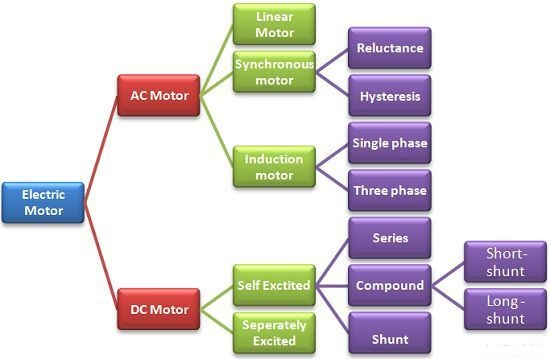 Linear
Motor
Synchronous
motor
Reluctance
Hysteresis
AC Motor
Induction
motor
Single phase
Three phase
Electric
Motor
Series
Self Exctited
Compound
Short-
shunt
Long-
shunt
DC Motor
Seperately
Excited
Shunt